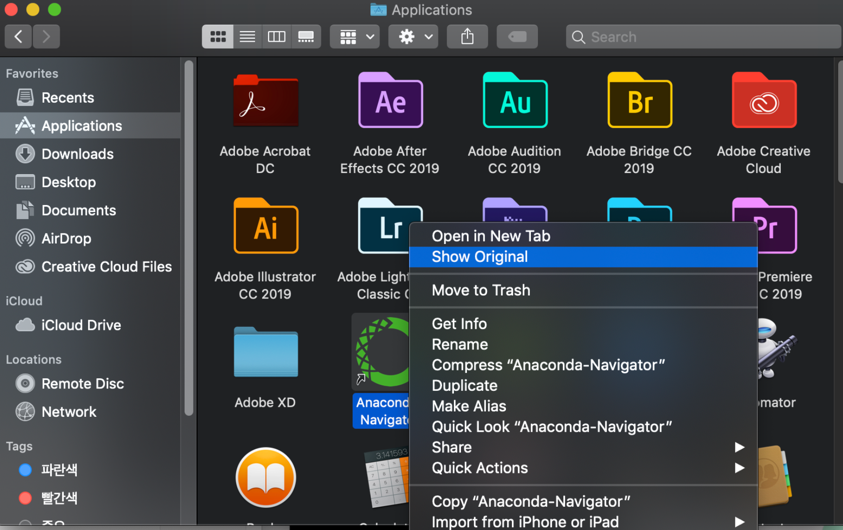 Applications
Search
Favorites
Recents
Applications
Downloads
Desktop
Documents
AirDrop
Creative Cloud Files
iCloud
iCloud Drive
Locations
Remote Disc
Network
Tags
파란색
빨간색
Ae
Au
Br
Adobe Acrobat
DC
Adobe After
Effects CC 2019
Adobe Audition
CC 2019
Adobe Bridge CC
2019
Adobe Creative
Cloud
Ai
Lr
Pr
Adobe Illustrator
CC 2019
Adobe
Classic
Premiere
2019
Adobe XD
Open in New Tab
Show Original
Move to Trash
Get Info
Rename
Compress “Anaconda-Navigator”
Duplicate
Make Alias
Quick Look “Anaconda-Navigator”
Share
Quick Actions
Copy “Anaconda-Navigator”
Import from iPhone or iPad